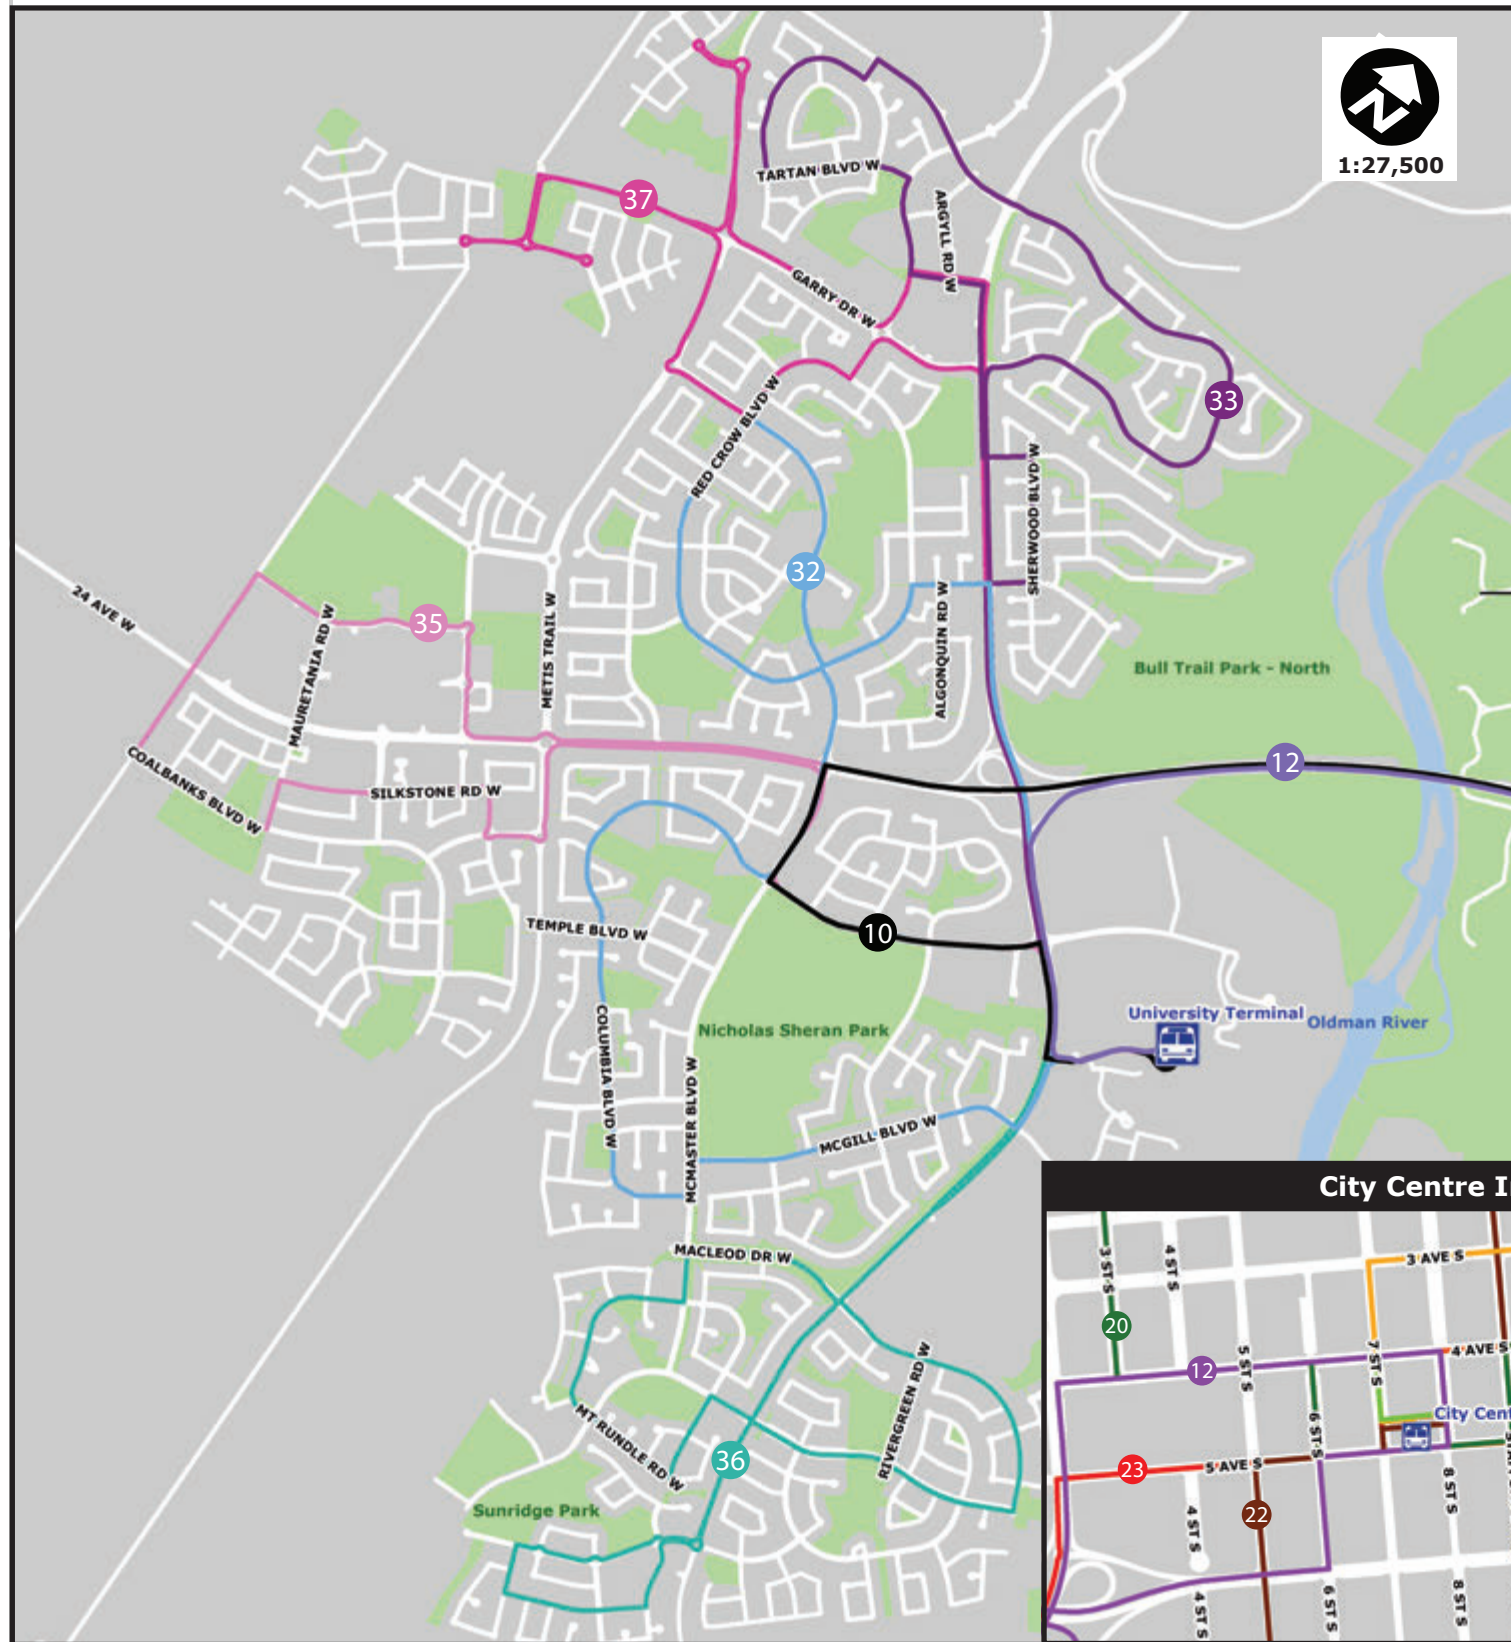 1:27,500
37
TARTAN BLVD W
ARGYLL RD W
GARRY DR W
33
RED CROW BLVD W
SHERWOOD BLVD W
32
24 AVE W
35
MAURETANIA RD W
METIS TRAIL W
ALGONQUIN RD W
Bull Trail Park - North
COALBANKS BLVD W
SILKSTONE RD W
12
TEMPLE BLVD W
10
COLUMBIA BLVD W
Nicholas Sheran Park
University Terminal
Oldman River
MCMASTER BLVD W
MCGILL BLVD W
MACLEOD DR W
MT RUNDLE RD W
RIVERGREEN RD W
36
Sunridge Park
City Centre I
3 ST S
4 ST S
3 AVE S
20
12
5 ST S
7 ST S
4 AVE S
City Cent
6 ST S
23
5 AVE S
8 ST S
22
4 ST S
4 ST S
6 ST S
8 ST S